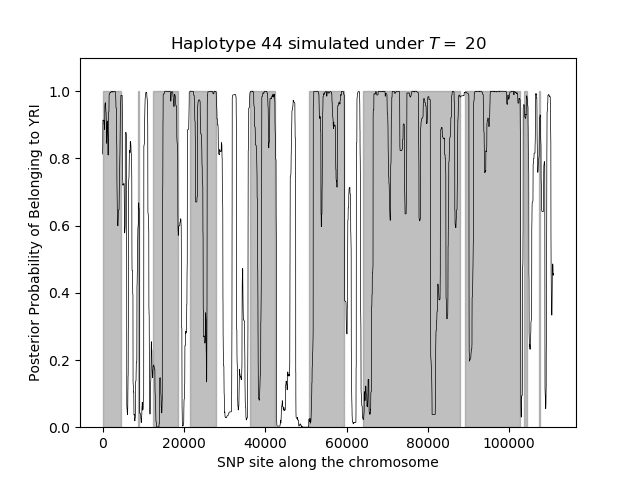 Haplotype 44 simulated under T = 20
Posterior Probability of Belonging to YRI
1.0
0.8
0.6
0.4
0.2
0.0
0 20000 40000 60000 80000 100000
SNP site along the chromosome